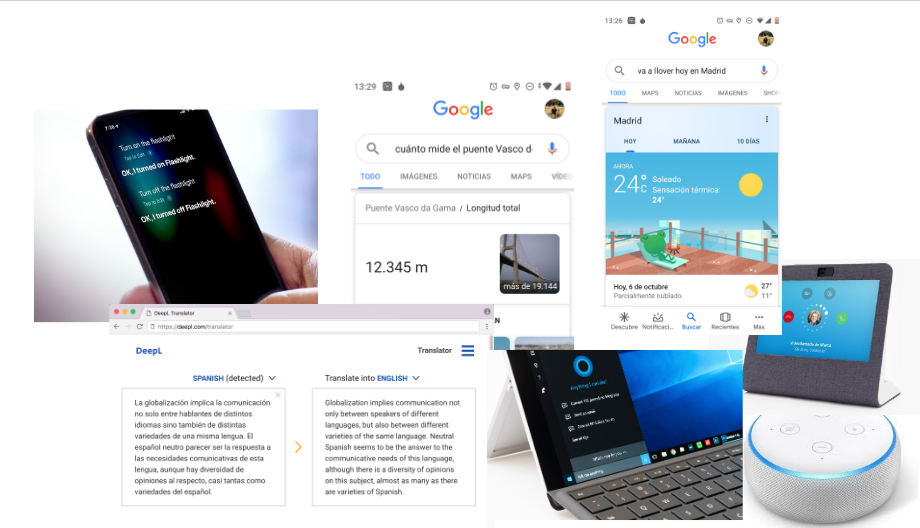 7:36
Turn on the flashlight
Tap to Edit
OK, I turned on Flashlight.
Turn off the flashlight
Tap to Edit
OK, I turned off Flashlight.
13:29
Google
cuánto mide el puente Vasco d
TODO IMÁGENES NOTICIAS MAPS VÍDEO
Puente Vasco da Gama / Longitud total
12.345 m
más de 19.144
AN
13:26
Google
va a llover hoy en Madrid
TODO MAPS NOTICIAS IMÁGENES SHOP
Madrid
HOY MAÑANA 10 DÍAS
AHORA
24° C
Soleado
Sensación térmica:
24°
Hoy, 6 de octubre
Parcialmente nublado
27°
11°
Descubre Notificaci... Buscar Recientes Más
DeepL Translator
https://deepl.com/translator
DeepL
Translator
SPANISH (detected)
La globalización implica la comunicación
no solo entre hablantes de distintos
idiomas sino también de distintas
variedades de una misma lengua. El
español neutro parecer ser la respuesta a
las necesidades comunicativas de esta
lengua, aunque hay diversidad de
opiniones al respecto, casi tantas como
variedades del español.
Translate into ENGLISH
Globalization implies communication not
only between speakers of different
languages, but also between different
varieties of the same language. Neutral
Spanish seems to be the answer to the
communicative needs of this language,
although there is a diversity of opinions
on this subject, almost as many as there
are varieties of Spanish.